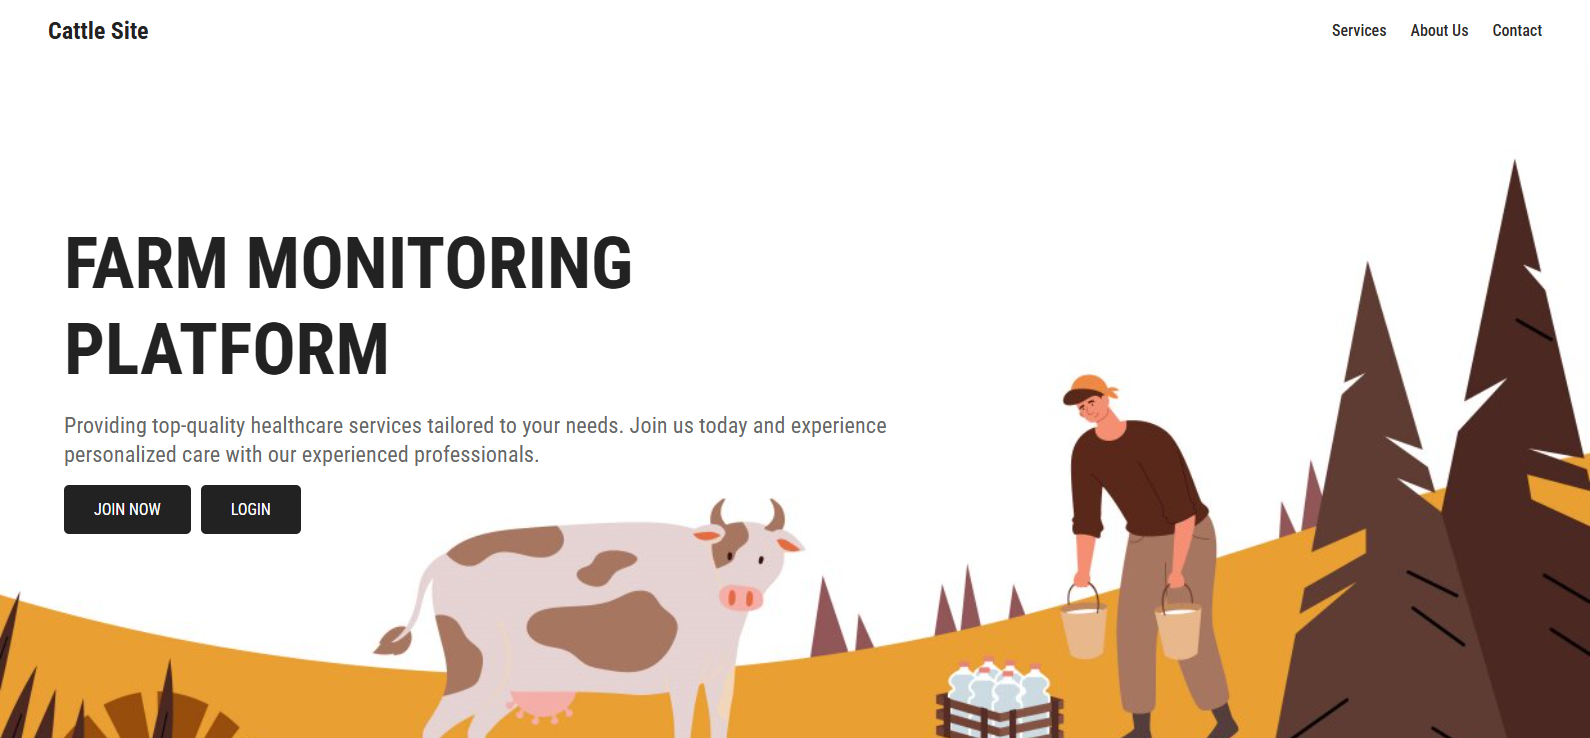 Cattle Site
Services About Us Contact
FARM MONITORING
PLATFORM
Providing top-quality healthcare services tailored to your needs. Join us today and experience
personalized care with our experienced professionals.
JOIN NOW LOGIN